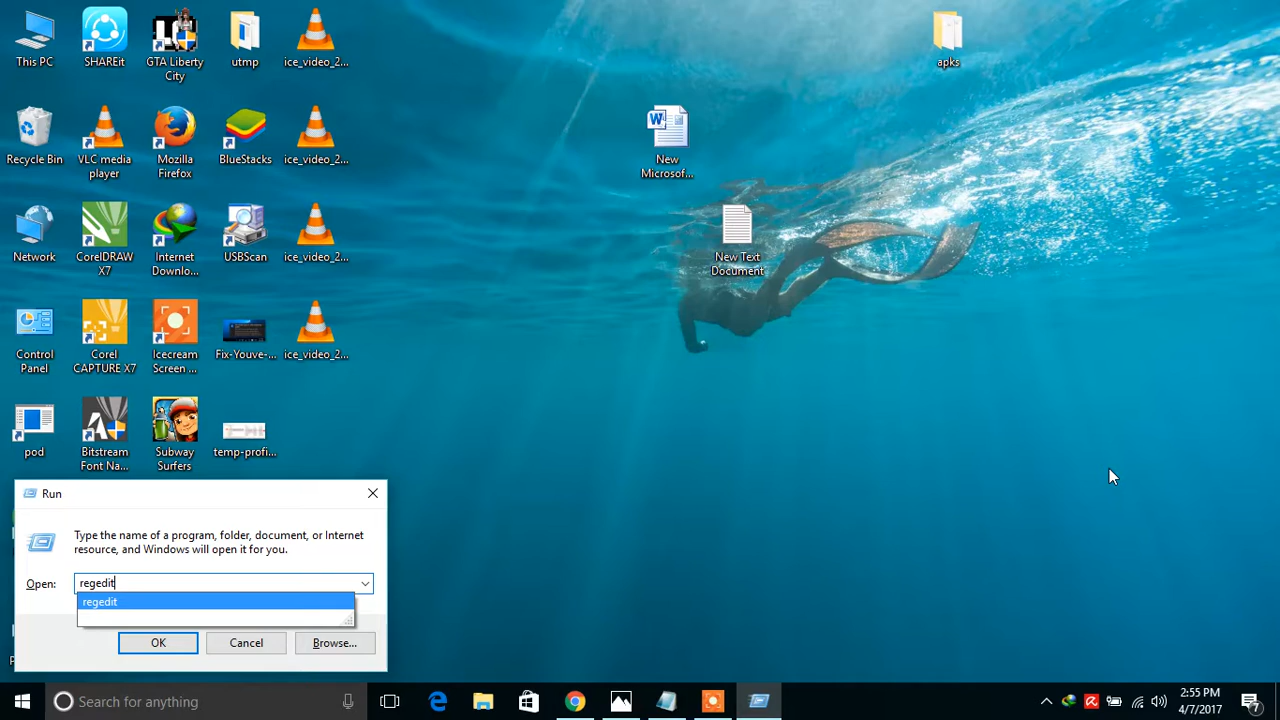 This PC
SHAREit
GTA Liberty
City
utmp
ice_video_2...
apks
Recycle Bin
VLC media
player
Mozilla
Firefox
BlueStacks
ice_video_2...
New
Microsof...
Network
CorelDRAW
X7
Internet
Downlo...
USBScan
ice_video_2...
New Text
Document
Control
Panel
Corel
CAPTURE X7
Icecream
Screen ...
Fix-Youve-...
ice_video_2...
pod
Bitstream
Font Na...
Subway
Surfers
temp-profi...
Run
Type the name of a program, folder, document, or Internet
resource, and Windows will open it for you.
Open:
regedit
regedit
OK
Cancel
Browse...
Search for anything
2:55 PM
4/7/2017
7